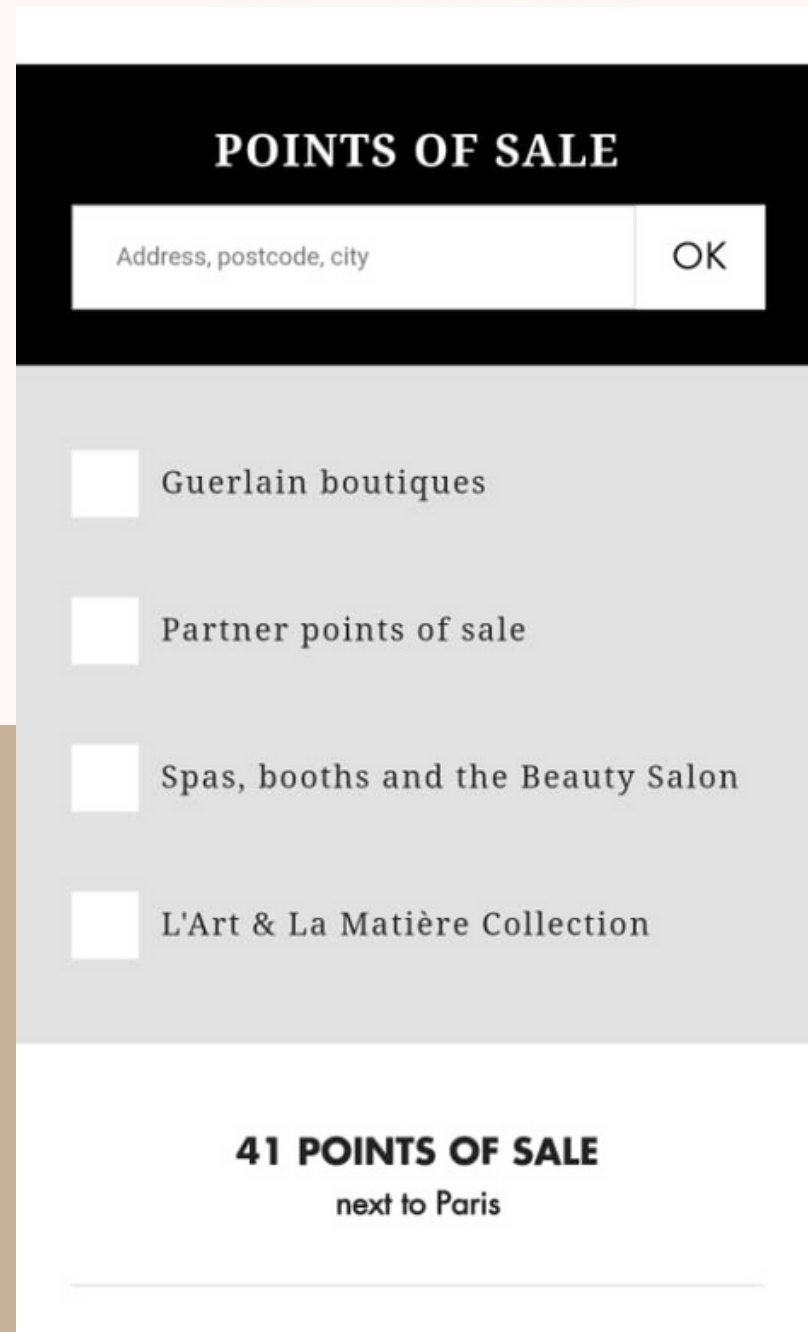 POINTS OF SALE
Address, postcode, city
OK
Guerlain boutiques
Partner points of sale
Spas, booths and the Beauty Salon
L'Art & La Matière Collection
41 POINTS OF SALE
next to Paris